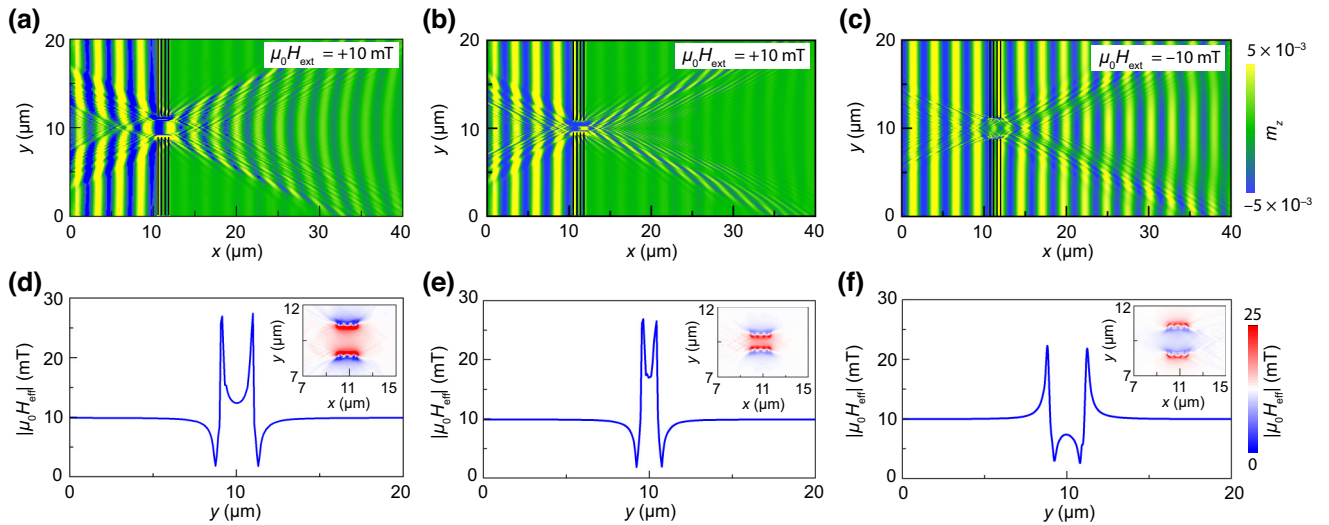 (a)
20
10
0
y (µm)
0 10 20 30 40
x (µm)
µ₀Hext = +10 mT
(b)
20
10
0
y (µm)
0 10 20 30 40
x (µm)
µ₀Hext = +10 mT
(c)
20
10
0
y (µm)
0 10 20 30 40
x (µm)
µ₀Hext = −10 mT
5 × 10⁻³
mz
−5 × 10⁻³
(d)
30
20
10
0
|µ₀Heff| (mT)
0 10 20
y (µm)
12
7
y (µm)
7 11 15
x (µm)
(e)
30
20
10
0
|µ₀Heff| (mT)
0 10 20
y (µm)
12
7
y (µm)
7 11 15
x (µm)
(f)
30
20
10
0
|µ₀Heff| (mT)
0 10 20
y (µm)
12
7
y (µm)
7 11 15
x (µm)
25
0
|µ₀Heff| (mT)